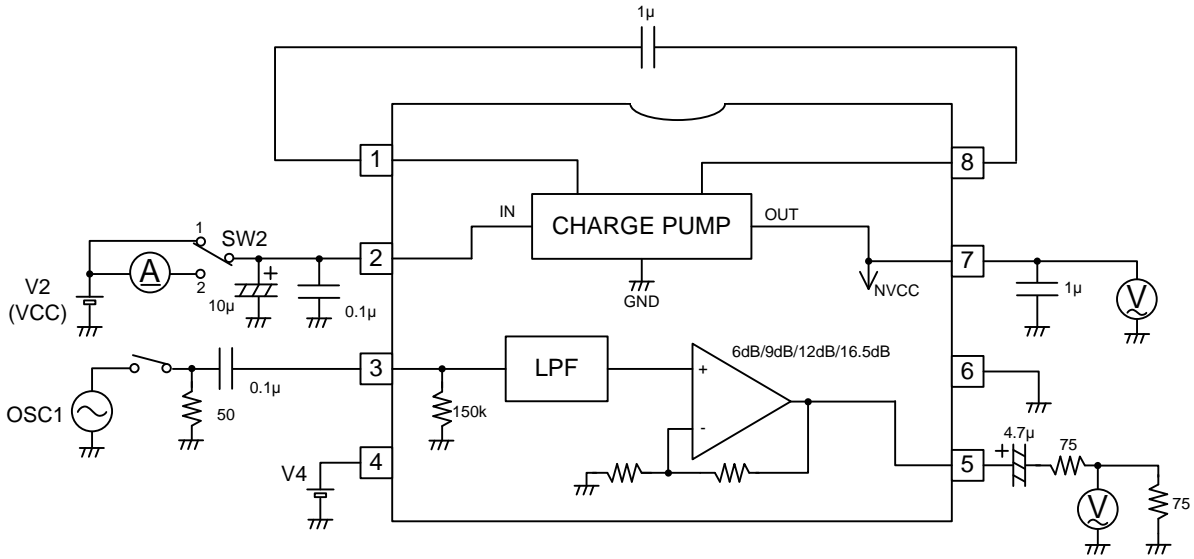 1μ
1
8
IN
CHARGE PUMP
OUT
1
SW2
2
7
A
2
V2
(VCC)
+
10μ
0.1μ
GND
NVCC
1μ
V
6dB/9dB/12dB/16.5dB
3
LPF
+
6
OSC1
50
0.1μ
150k
-
4.7μ
V4
4
5
+
75
V
75